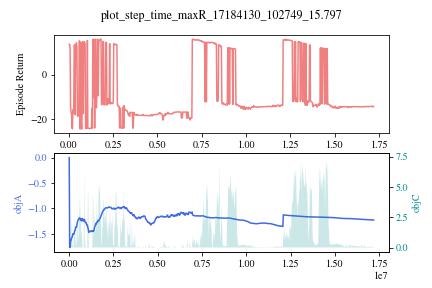 plot_step_time_maxR_17184130_102749_15.797
Episode Return
0
−20
0.00 0.25 0.50 0.75 1.00 1.25 1.50 1.75
objA
0.0
−0.5
−1.0
−1.5
7.5
5.0
2.5
0.0
objC
0.00 0.25 0.50 0.75 1.00 1.25 1.50 1.75
1e7